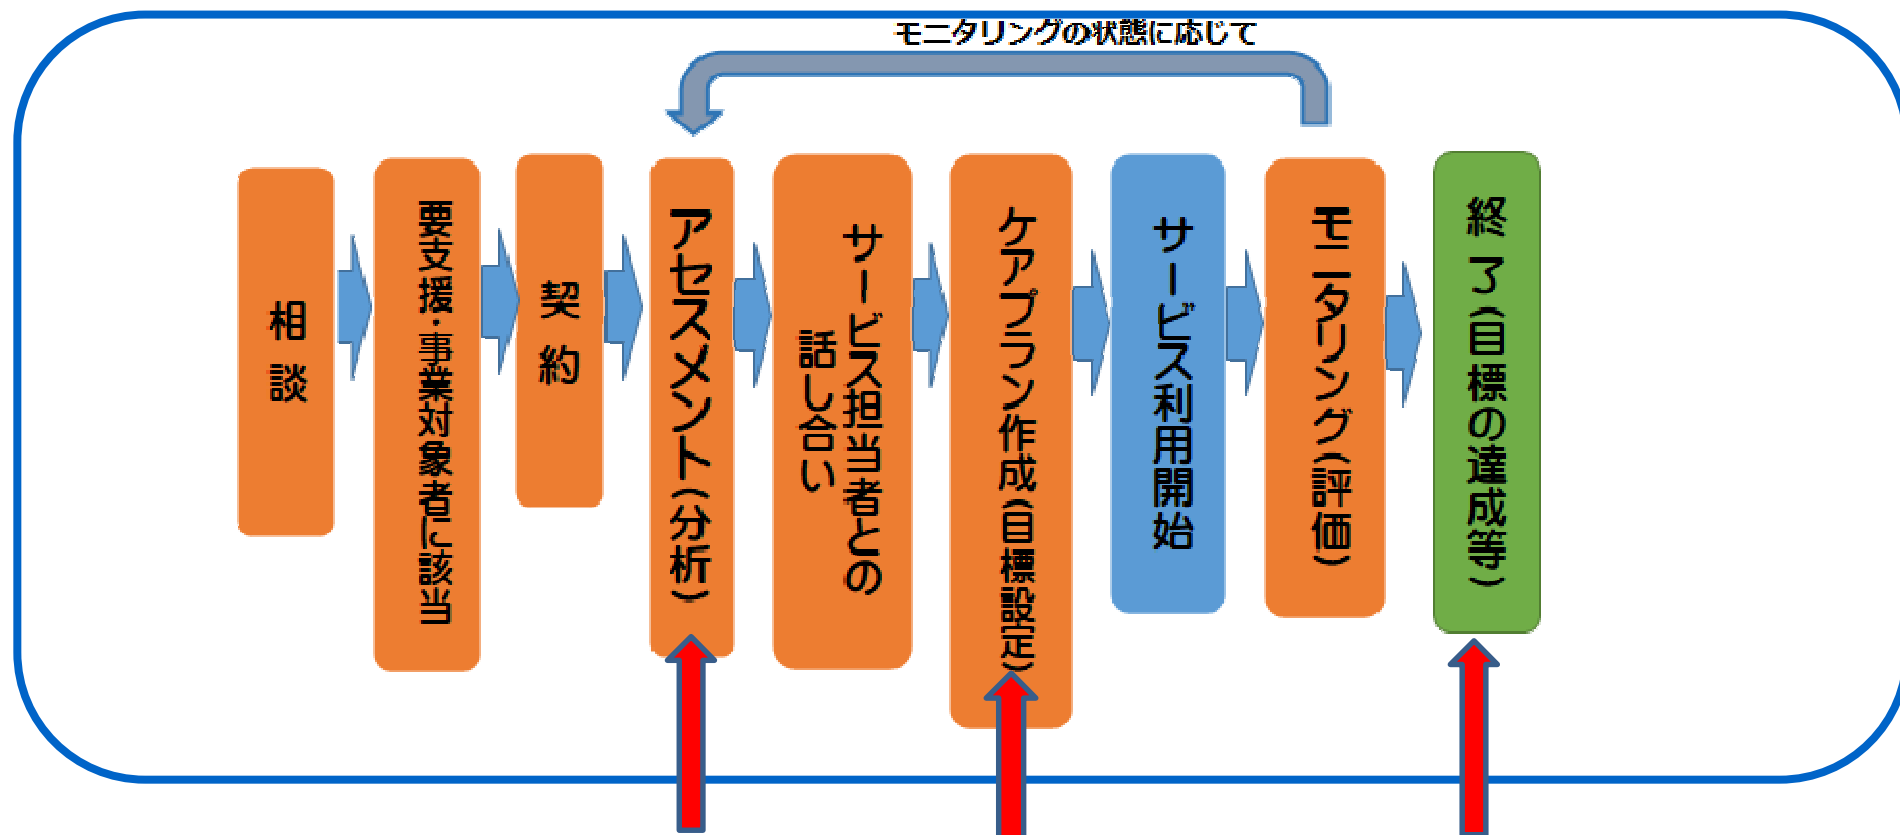 モニタリングの状態に応じて
相談
要支援・事業対象者に該当
契約
アセスメント(分析)
サービス担当者との
話し合い
ケアプラン作成(目標設定)
サービス利用開始
モニタリング(評価)
終了(目標の達成等)